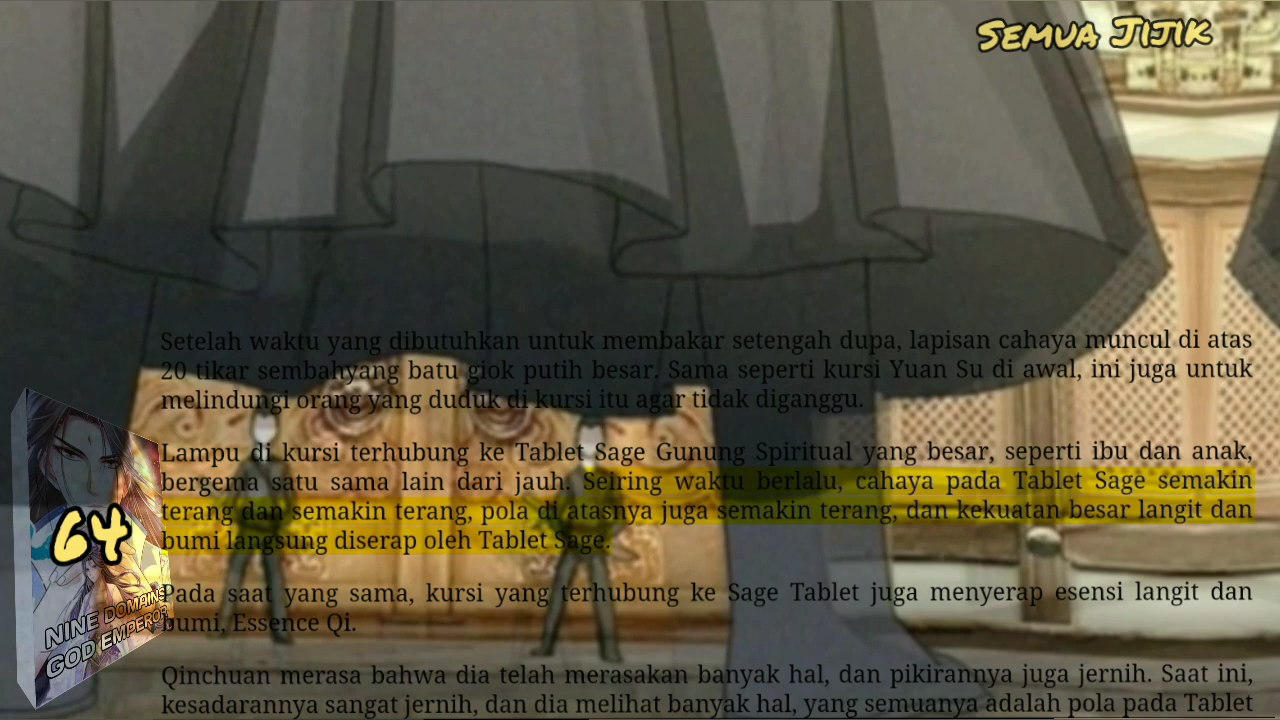 Semua Jijik
Setelah waktu yang dibutuhkan untuk membakar setengah dupa, lapisan cahaya muncul di atas
20 tikar sembahyang batu giok putih besar. Sama seperti kursi Yuan Su di awal, ini juga untuk
melindungi orang yang duduk di kursi itu agar tidak diganggu.
Lampu di kursi terhubung ke Tablet Sage Gunung Spiritual yang besar, seperti ibu dan anak,
bergema satu sama lain dari jauh. Seiring waktu berlalu, cahaya pada Tablet Sage semakin
terang dan semakin terang, pola di atasnya juga semakin terang, dan kekuatan besar langit dan
bumi langsung diserap oleh Tablet Sage.
Pada saat yang sama, kursi yang terhubung ke Sage Tablet juga menyerap esensi langit dan
bumi, Essence Qi.
Qinchuan merasa bahwa dia telah merasakan banyak hal, dan pikirannya juga jernih. Saat ini,
kesadarannya sangat jernih, dan dia melihat banyak hal, yang semuanya adalah pola pada Tablet
64
NINE DOMAINS
GOD EMPEROR